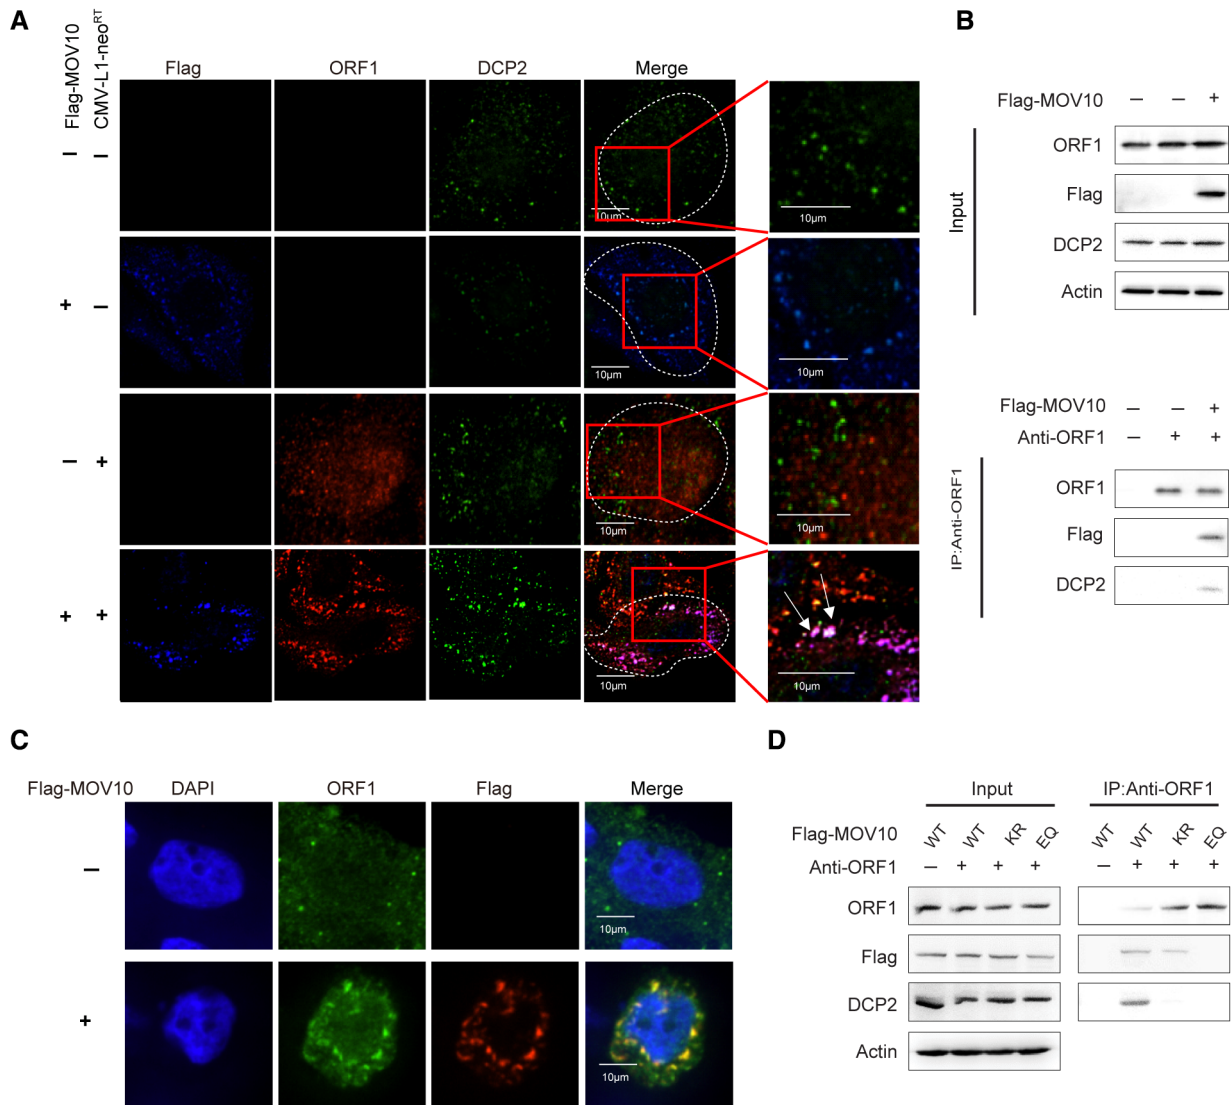 A
Flag-MOV10
CMV-L1-neoRT
Flag ORF1 DCP2 Merge
– –
10µm 10µm
+ –
10µm 10µm
– +
10µm 10µm
+ +
10µm 10µm
B
Flag-MOV10 – – +
Input
ORF1
Flag
DCP2
Actin
Flag-MOV10 – – +
Anti-ORF1 – + +
IP:Anti-ORF1
ORF1
Flag
DCP2
C
Flag-MOV10 DAPI ORF1 Flag Merge
–
10µm
+
10µm
D
Input IP:Anti-ORF1
Flag-MOV10 WT WT KR EQ WT WT KR EQ
Anti-ORF1 – + + + – + + +
ORF1
Flag
DCP2
Actin